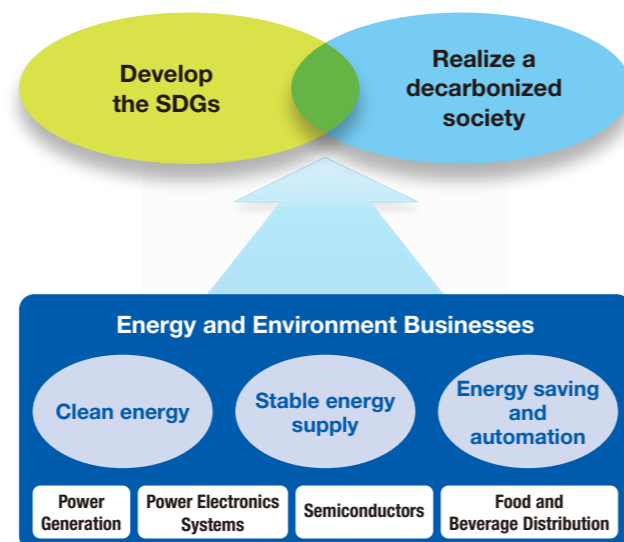 Develop
the SDGs
Realize a
decarbonized
society
Energy and Environment Businesses
Clean energy
Stable energy
supply
Energy saving
and
automation
Power
Generation
Power Electronics
Systems
Semiconductors
Food and
Beverage Distribution